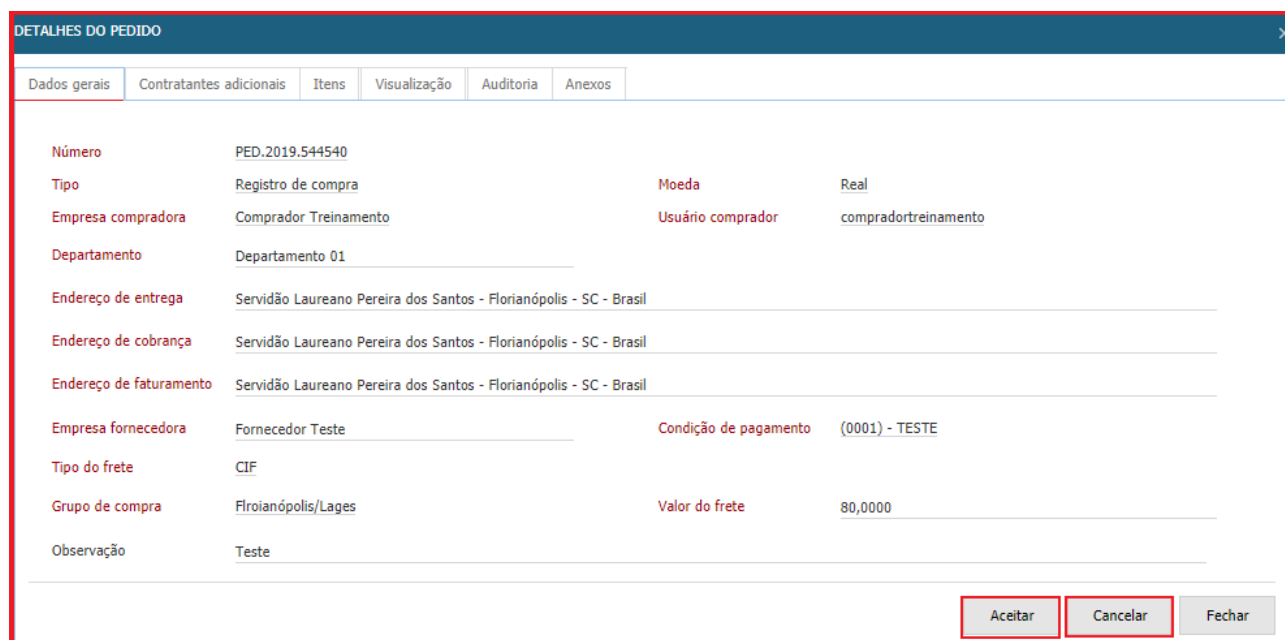 DETALHES DO PEDIDO
Dados gerais Contratantes adicionais Itens Visualização Auditoria Anexos
Número PED.2019.544540
Tipo Registro de compra Moeda Real
Empresa compradora Comprador Treinamento Usuário comprador compradortreinamento
Departamento Departamento 01
Endereço de entrega Servidão Laureano Pereira dos Santos - Florianópolis - SC - Brasil
Endereço de cobrança Servidão Laureano Pereira dos Santos - Florianópolis - SC - Brasil
Endereço de faturamento Servidão Laureano Pereira dos Santos - Florianópolis - SC - Brasil
Empresa fornecedora Fornecedor Teste Condição de pagamento (0001) - TESTE
Tipo do frete CIF
Grupo de compra Flroianópolis/Lages Valor do frete 80,0000
Observação Teste
Aceitar Cancelar Fechar